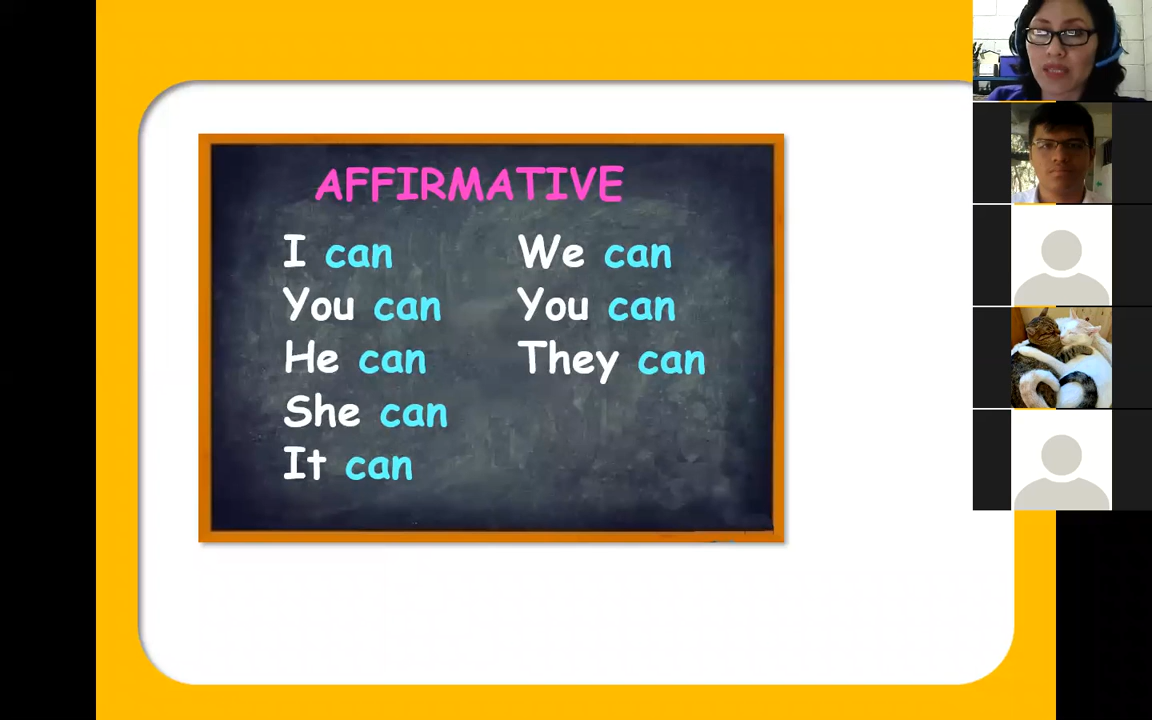 AFFIRMATIVE
I can
You can
He can
She can
It can
We can
You can
They can